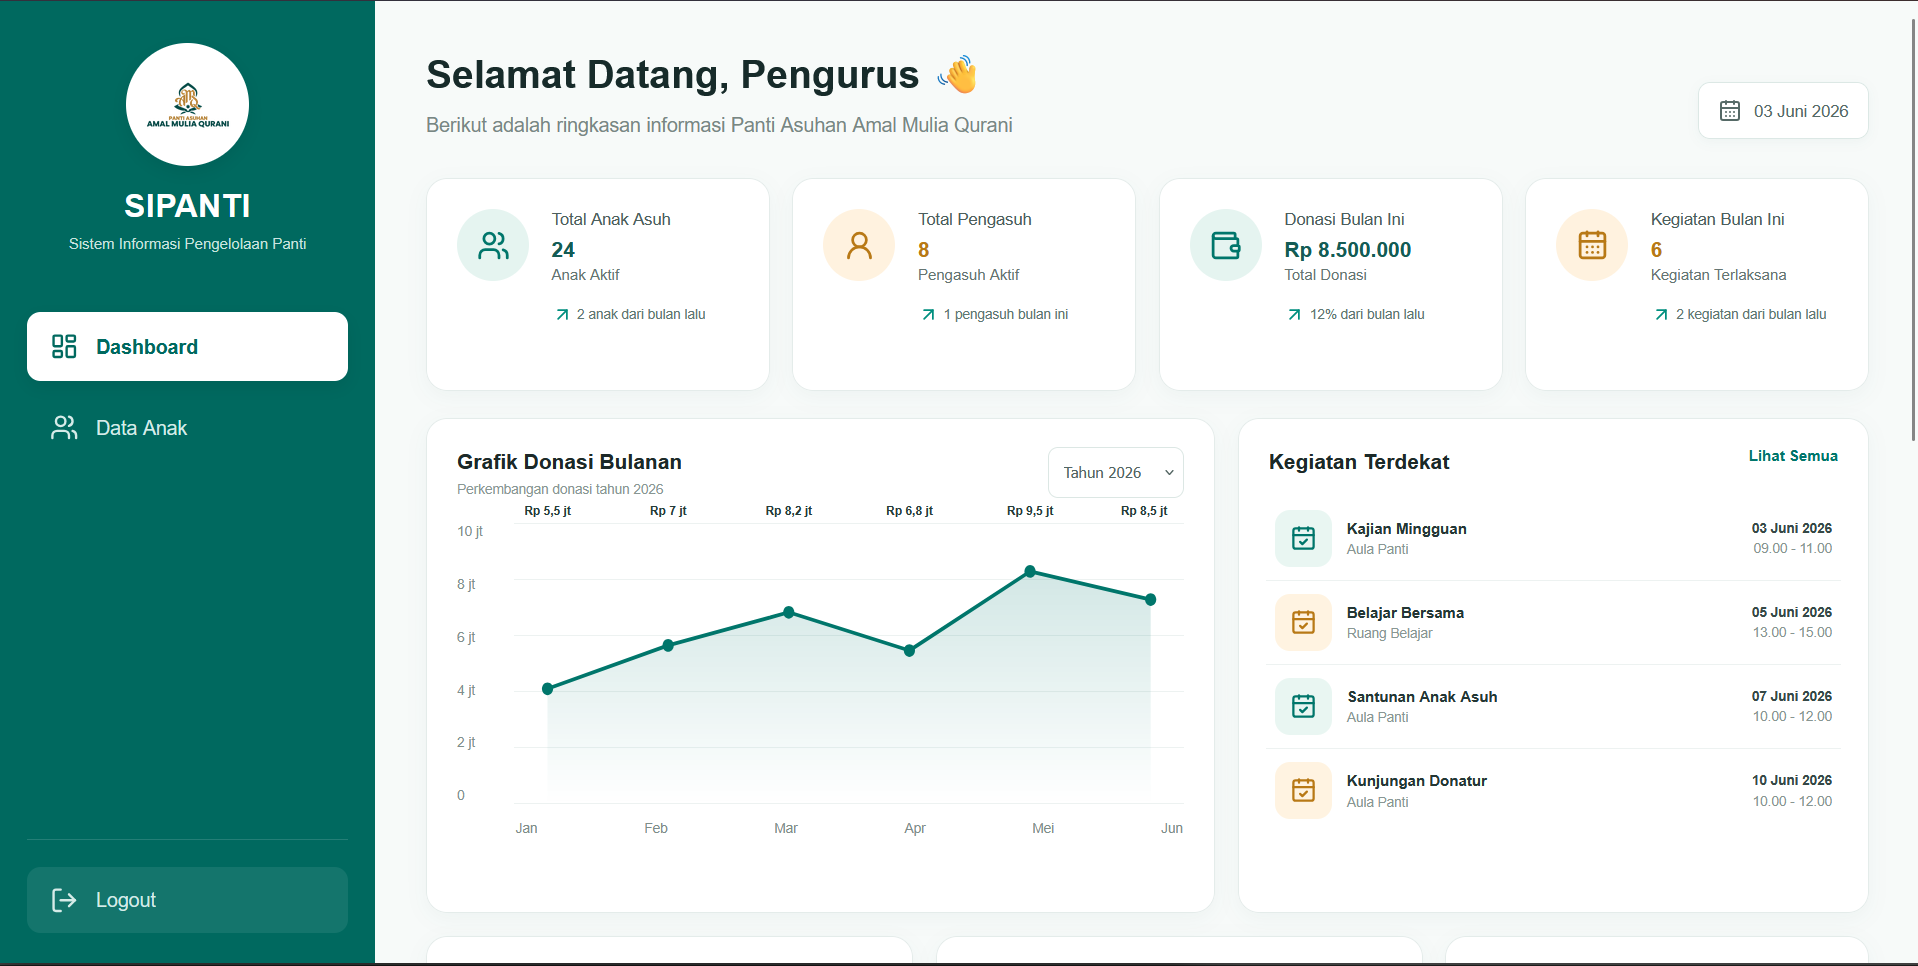 PANTI ASUHAN
AMAL MULIA QURANI
SIPANTI
Sistem Informasi Pengelolaan Panti
Dashboard
Data Anak
Logout
Selamat Datang, Pengurus 👋
Berikut adalah ringkasan informasi Panti Asuhan Amal Mulia Qurani
03 Juni 2026
Total Anak Asuh
24
Anak Aktif
2 anak dari bulan lalu
Total Pengasuh
8
Pengasuh Aktif
1 pengasuh bulan ini
Donasi Bulan Ini
Rp 8.500.000
Total Donasi
12% dari bulan lalu
Kegiatan Bulan Ini
6
Kegiatan Terlaksana
2 kegiatan dari bulan lalu
Grafik Donasi Bulanan
Perkembangan donasi tahun 2026
Tahun 2026
Rp 5,5 jt Rp 7 jt Rp 8,2 jt Rp 6,8 jt Rp 9,5 jt Rp 8,5 jt
10 jt
8 jt
6 jt
4 jt
2 jt
0
Jan Feb Mar Apr Mei Jun
Kegiatan Terdekat
Lihat Semua
Kajian Mingguan 03 Juni 2026
Aula Panti 09.00 - 11.00
Belajar Bersama 05 Juni 2026
Ruang Belajar 13.00 - 15.00
Santunan Anak Asuh 07 Juni 2026
Aula Panti 10.00 - 12.00
Kunjungan Donatur 10 Juni 2026
Aula Panti 10.00 - 12.00